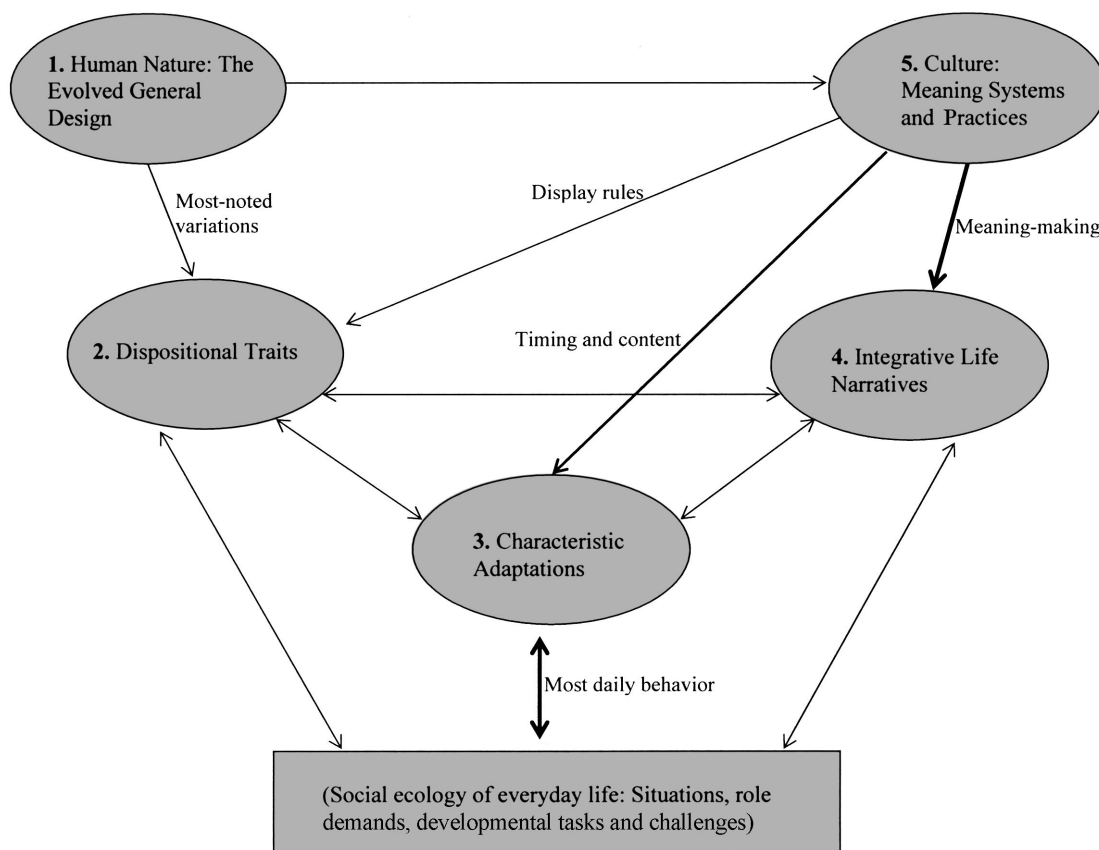 1. Human Nature: The
Evolved General
Design
5. Culture:
Meaning Systems
and Practices
Most-noted
variations
Display rules
Meaning-making
Timing and content
2. Dispositional Traits
4. Integrative Life
Narratives
3. Characteristic
Adaptations
Most daily behavior
(Social ecology of everyday life: Situations, role
demands, developmental tasks and challenges)